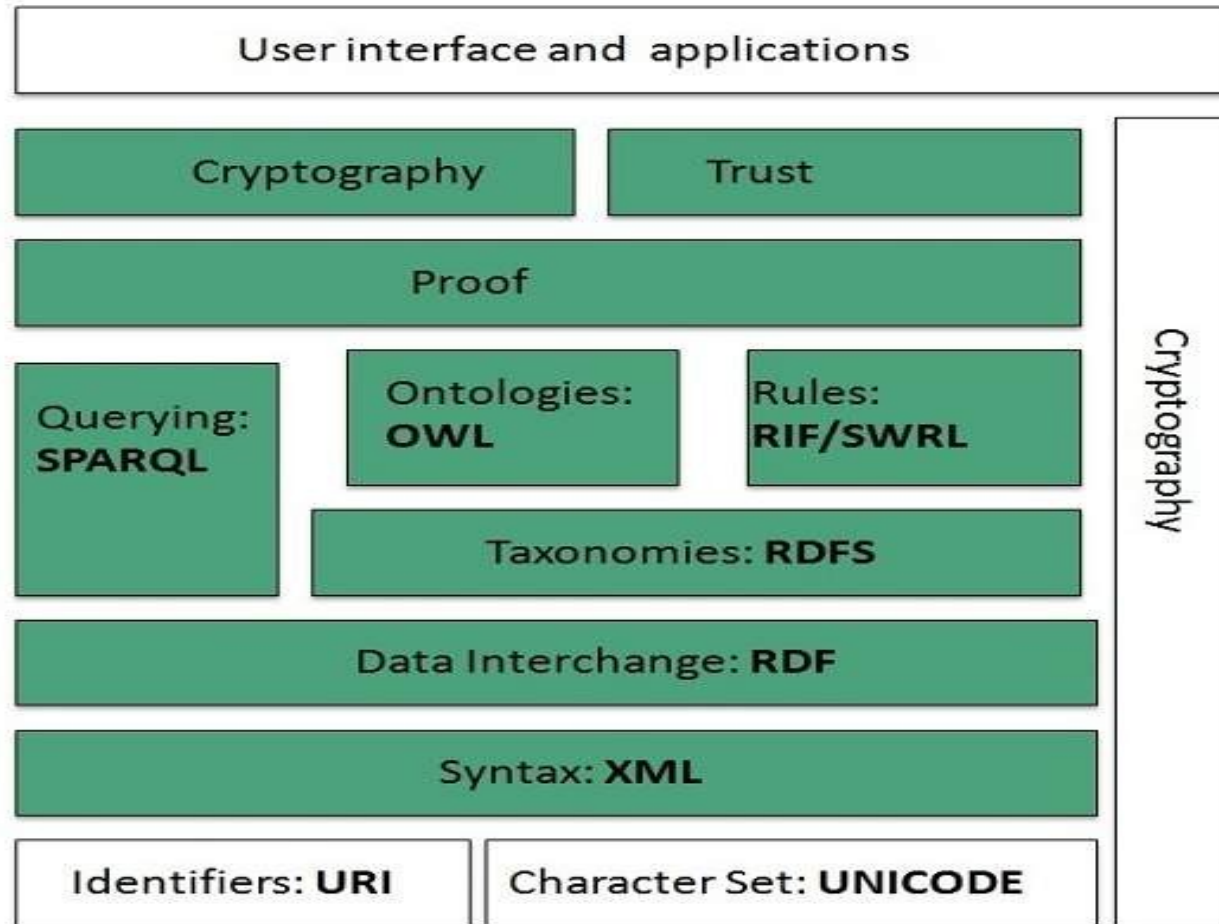 User interface and applications
Cryptography
Trust
Proof
Querying:
SPARQL
Ontologies:
OWL
Rules:
RIF/SWRL
Taxonomies: RDFS
Data Interchange: RDF
Syntax: XML
Identifiers: URI
Character Set: UNICODE
Cryptography